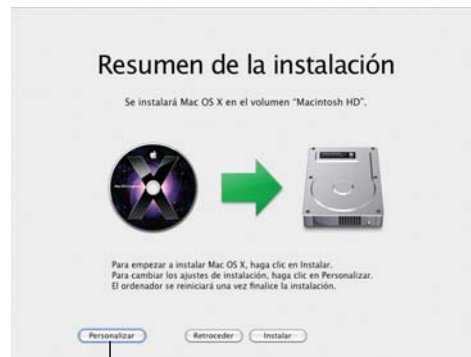 Resumen de la instalación
Se instalará Mac OS X en el volumen "Macintosh HD".
Para empezar a instalar Mac OS X, haga clic en Instalar.
Para cambiar los ajustes de instalación, haga clic en Personalizar.
El ordenador se reiniciará una vez finalice la instalación.
Personalizar
Retroceder
Instalar